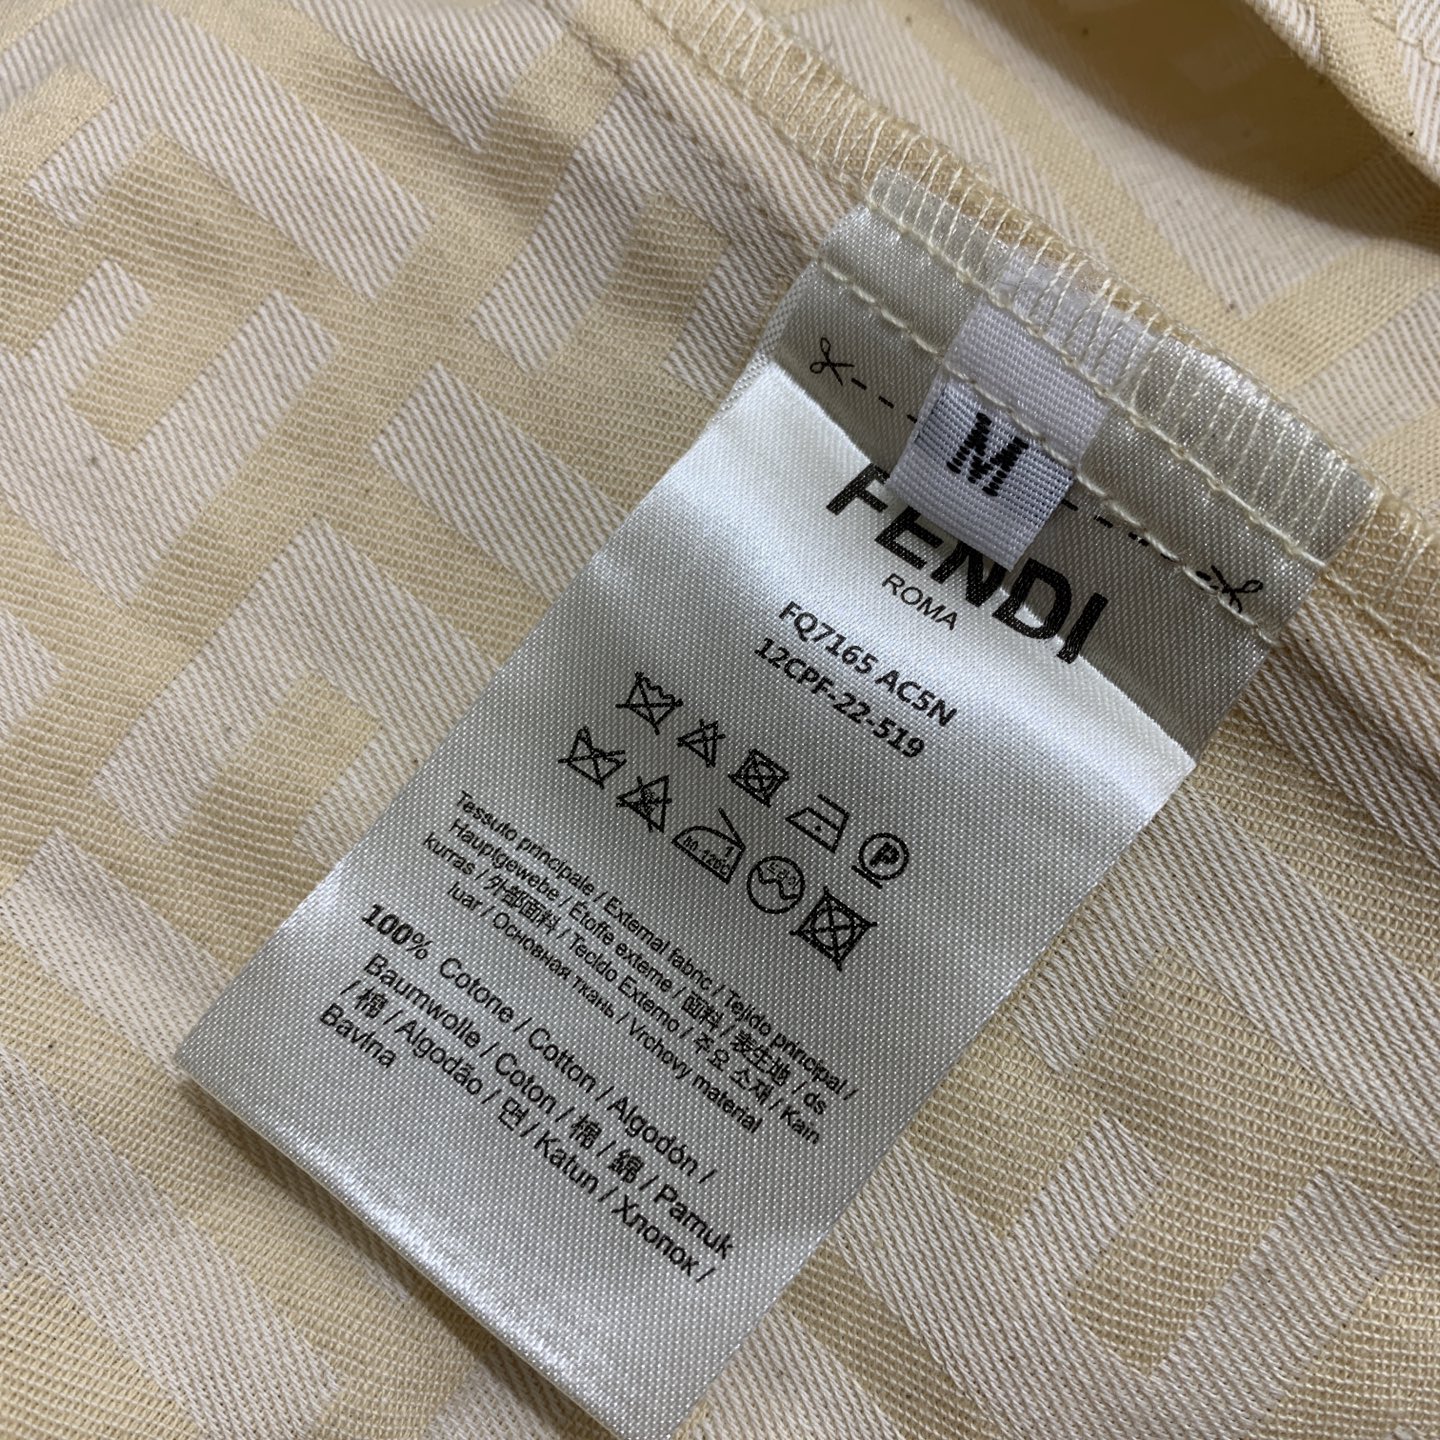 M
FENDI
ROMA
FQ7165 AC5N
12CPF-22-519
P
Tessuto principale / External fabric / Tejido principal /
Hauptgewebe / Étoffe externe / 面料 / 表生地 / ds
kurras / 外部面料 / Tecido Externo / 주요 소재 / Kain
luar / Основная ткань / Vrchovy material
100% Cotone / Cotton / Algodón /
Baumwolle / Coton / 棉 / 綿 / Pamuk
/ 棉 / Algodão / 면 / Katun / Хлопок /
Bavlna